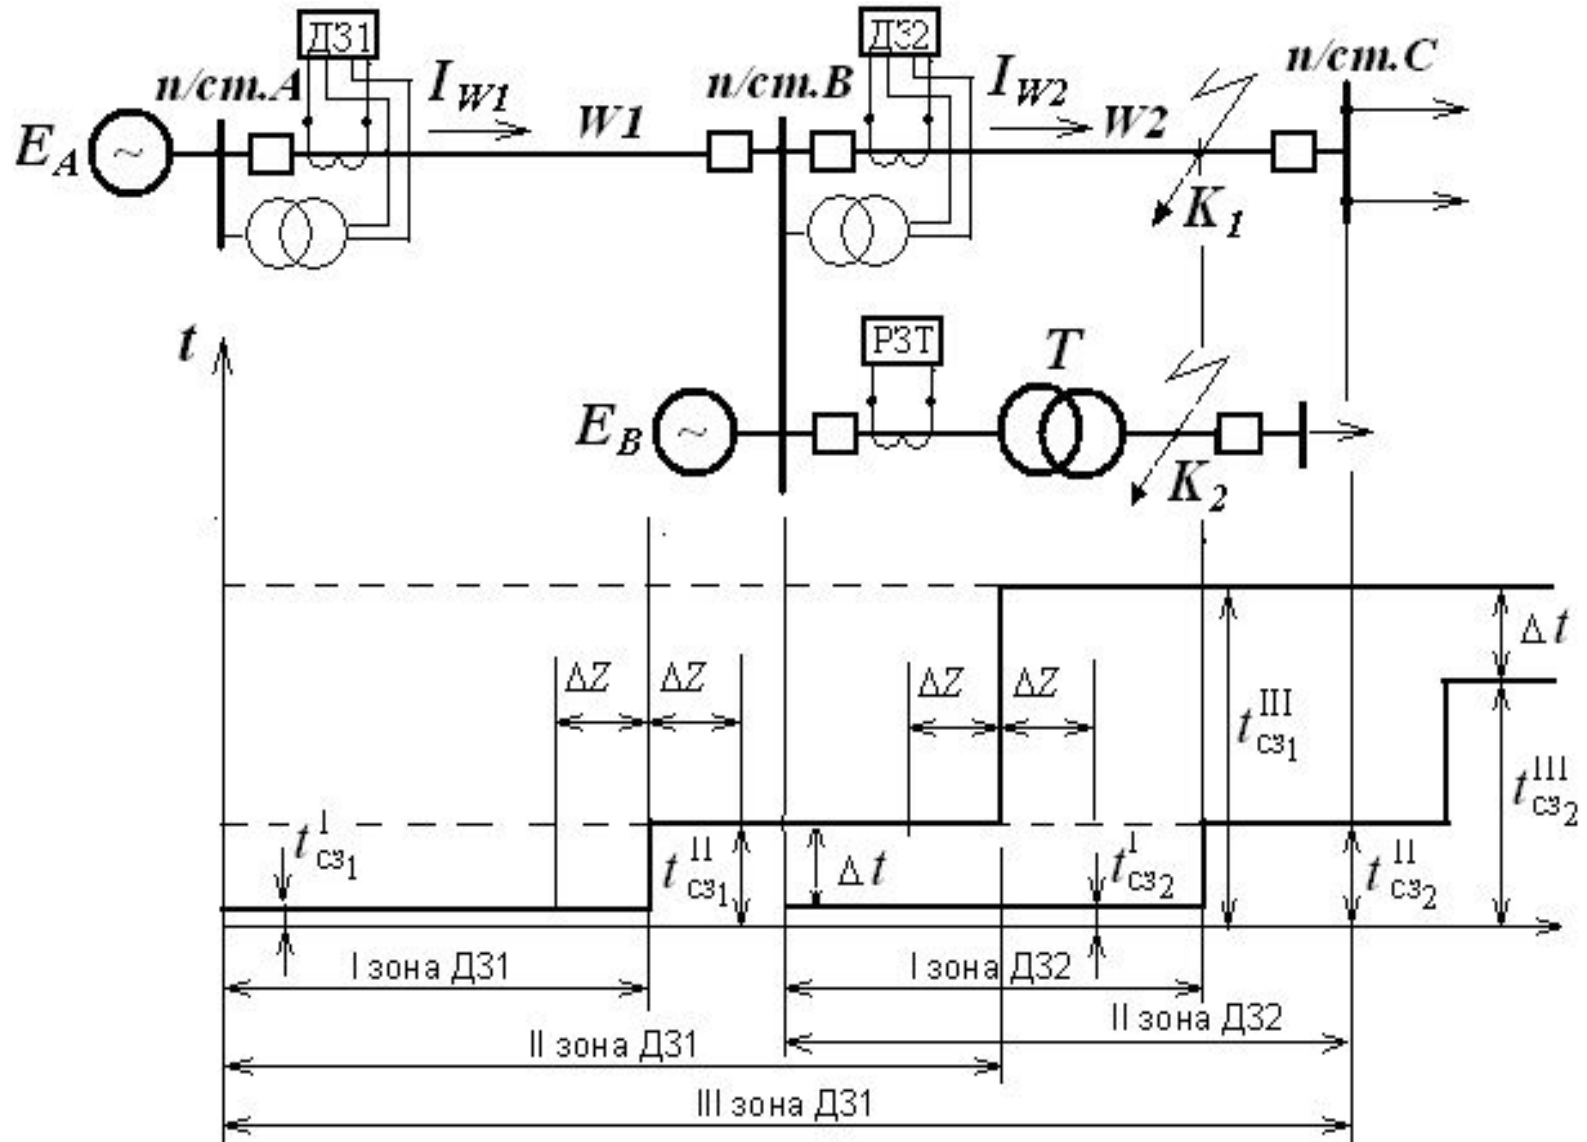 ДЗ1
ДЗ2
п/ст.А
I W1
W1
п/ст.В
I W2
W2
п/ст.С
E A
~
K 1
t
РЗТ
T
E B
~
K 2
ΔZ
ΔZ
ΔZ
ΔZ
Δt
t III сз1
t III сз2
t I сз1
t II сз1
Δt
t I сз2
t II сз2
I зона ДЗ1
I зона ДЗ2
II зона ДЗ2
II зона ДЗ1
III зона ДЗ1